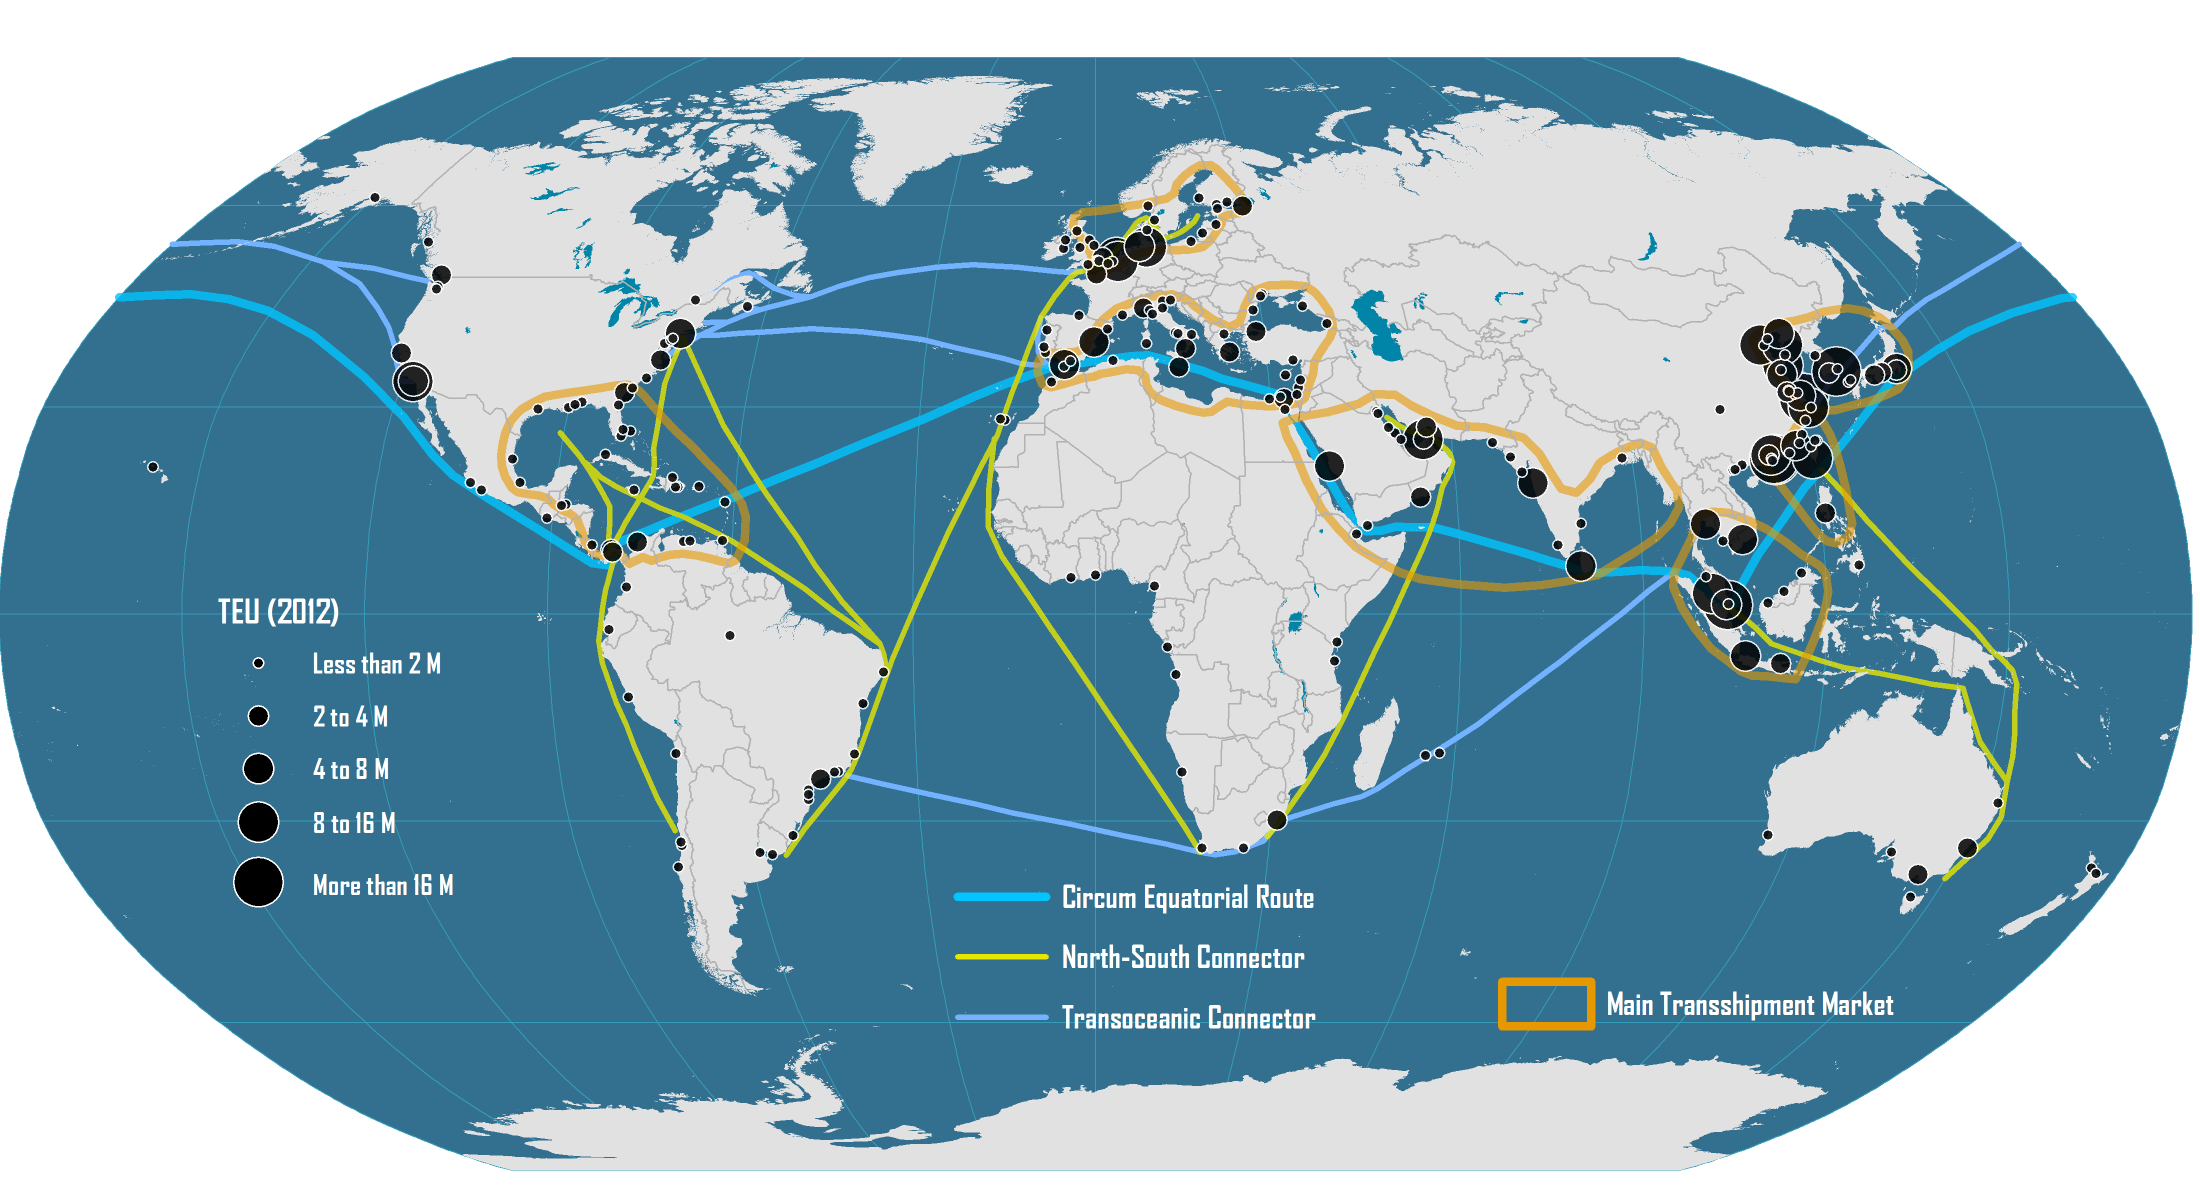 TEU (2012)
Less than 2 M
2 to 4 M
4 to 8 M
8 to 16 M
More than 16 M
Circum Equatorial Route
North-South Connector
Transoceanic Connector
Main Transshipment Market